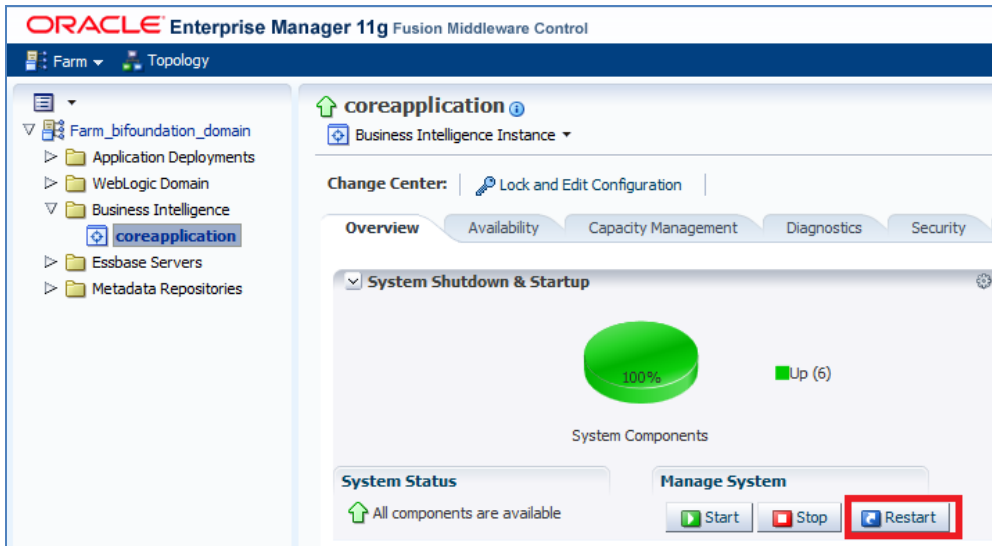 ORACLE Enterprise Manager 11g Fusion Middleware Control
Farm Topology
Farm_bifoundation_domain
Application Deployments
WebLogic Domain
Business Intelligence
coreapplication
Essbase Servers
Metadata Repositories
coreapplication
Business Intelligence Instance
Change Center: Lock and Edit Configuration
Overview Availability Capacity Management Diagnostics Security
System Shutdown & Startup
100%
Up (6)
System Components
System Status
All components are available
Manage System
Start Stop Restart